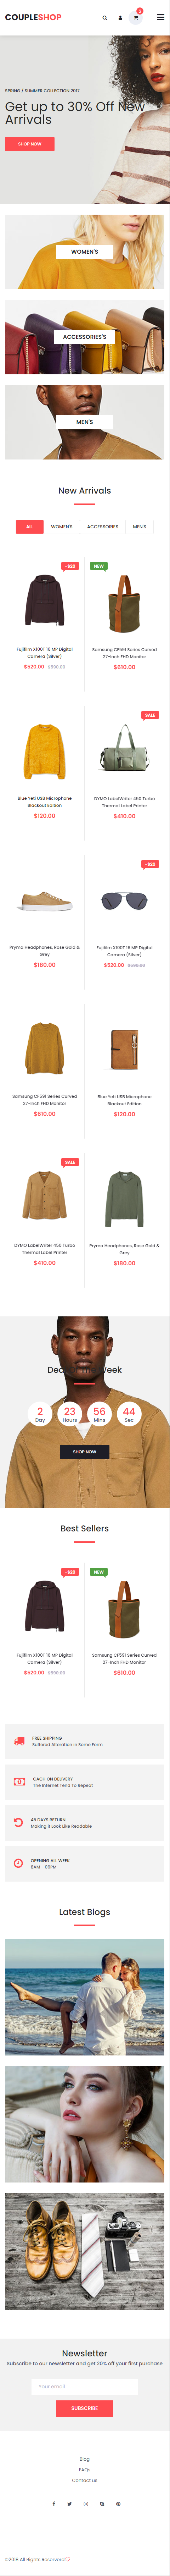 COUPLESHOP
2
SPRING / SUMMER COLLECTION 2017
Get up to 30% Off New
Arrivals
SHOP NOW
WOMEN'S
ACCESSORIES'S
MEN'S
New Arrivals
ALL
WOMEN'S
ACCESSORIES
MEN'S
-$20
NEW
Fujifilm X100T 16 MP Digital
Camera (Silver)
$520.00 $590.00
Samsung CF591 Series Curved
27-Inch FHD Monitor
$610.00
SALE
Blue Yeti USB Microphone
Blackout Edition
$120.00
DYMO LabelWriter 450 Turbo
Thermal Label Printer
$410.00
-$20
Pryma Headphones, Rose Gold &
Grey
$180.00
Fujifilm X100T 16 MP Digital
Camera (Silver)
$520.00 $590.00
Samsung CF591 Series Curved
27-Inch FHD Monitor
$610.00
Blue Yeti USB Microphone
Blackout Edition
$120.00
SALE
DYMO LabelWriter 450 Turbo
Thermal Label Printer
$410.00
Pryma Headphones, Rose Gold &
Grey
$180.00
Week
2
Day
23
Hours
56
Mins
44
Sec
SHOP NOW
Best Sellers
-$20
NEW
Fujifilm X100T 16 MP Digital
Camera (Silver)
$520.00 $590.00
Samsung CF591 Series Curved
27-Inch FHD Monitor
$610.00
FREE SHIPPING
Suffered Alteration in Some Form
CACH ON DELIVERY
The Internet Tend To Repeat
45 DAYS RETURN
Making it Look Like Readable
OPENING ALL WEEK
8AM - 09PM
Latest Blogs
Newsletter
Subscribe to our newsletter and get 20% off your first purchase
Your email
SUBSCRIBE
Blog
FAQs
Contact us
©2018 All Rights Reserverd.